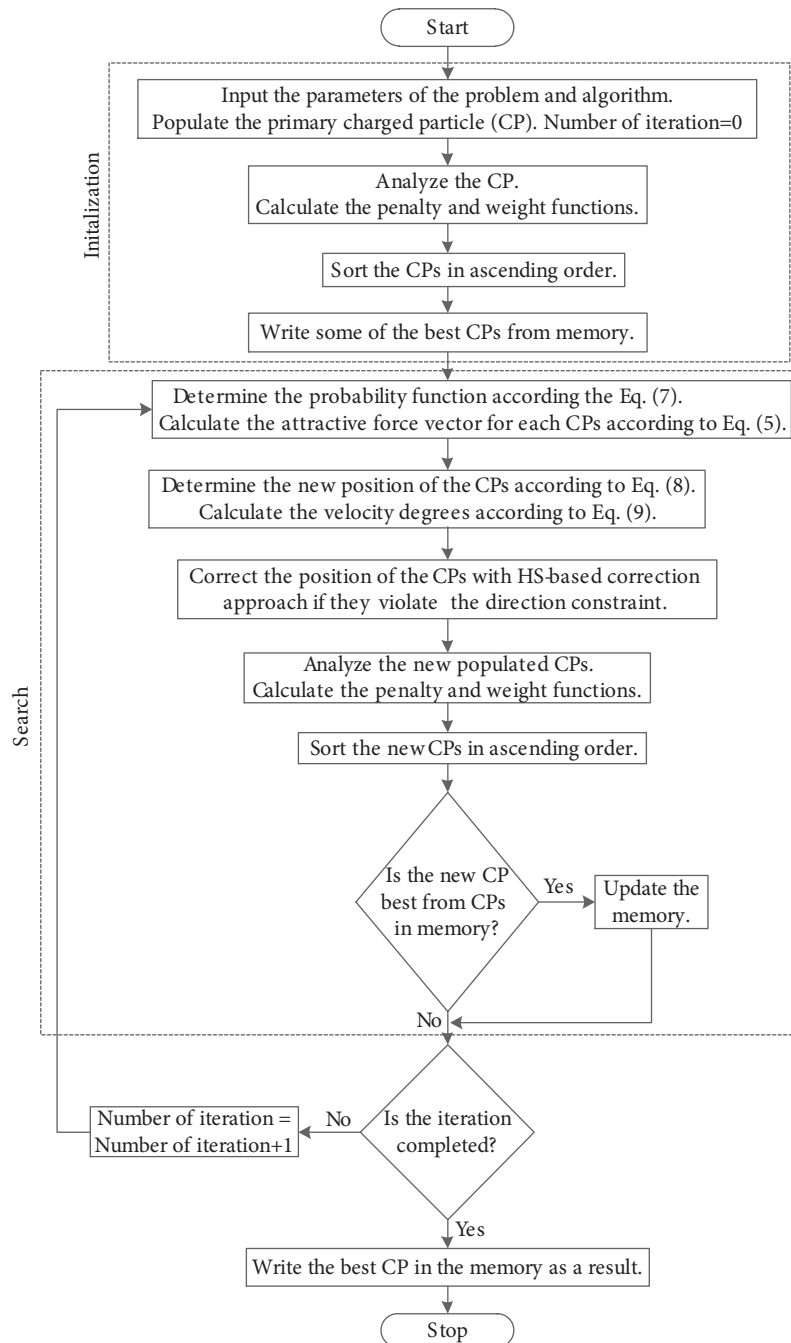 Start
Initalization
Input the parameters of the problem and algorithm.
Populate the primary charged particle (CP). Number of iteration=0
Analyze the CP.
Calculate the penalty and weight functions.
Sort the CPs in ascending order.
Write some of the best CPs from memory.
Search
Determine the probability function according the Eq. (7).
Calculate the attractive force vector for each CPs according to Eq. (5).
Determine the new position of the CPs according to Eq. (8).
Calculate the velocity degrees according to Eq. (9).
Correct the position of the CPs with HS-based correction
approach if they violate the direction constraint.
Analyze the new populated CPs.
Calculate the penalty and weight functions.
Sort the new CPs in ascending order.
Is the new CP
best from CPs
in memory?
Yes
Update the
memory.
No
Is the iteration
completed?
No
Number of iteration =
Number of iteration+1
Yes
Write the best CP in the memory as a result.
Stop